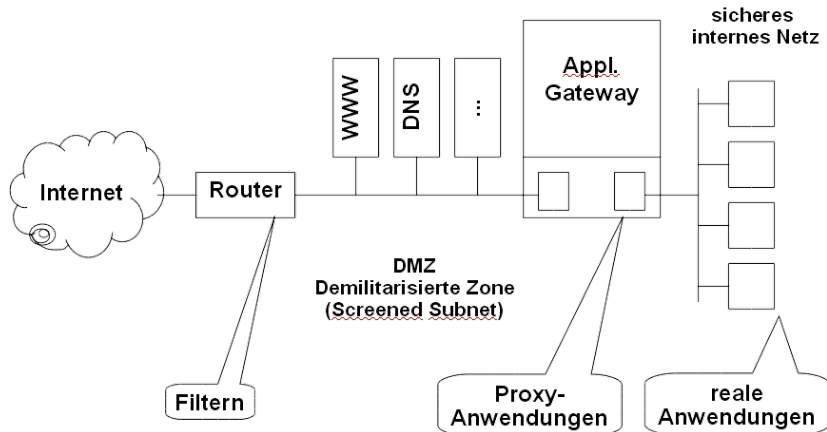 sicheres
internes Netz
Appl.
Gateway
WWW
DNS
...
Internet
Router
DMZ
Demilitarisierte Zone
(Screened Subnet)
Filtern
Proxy-
Anwendungen
reale
Anwendungen